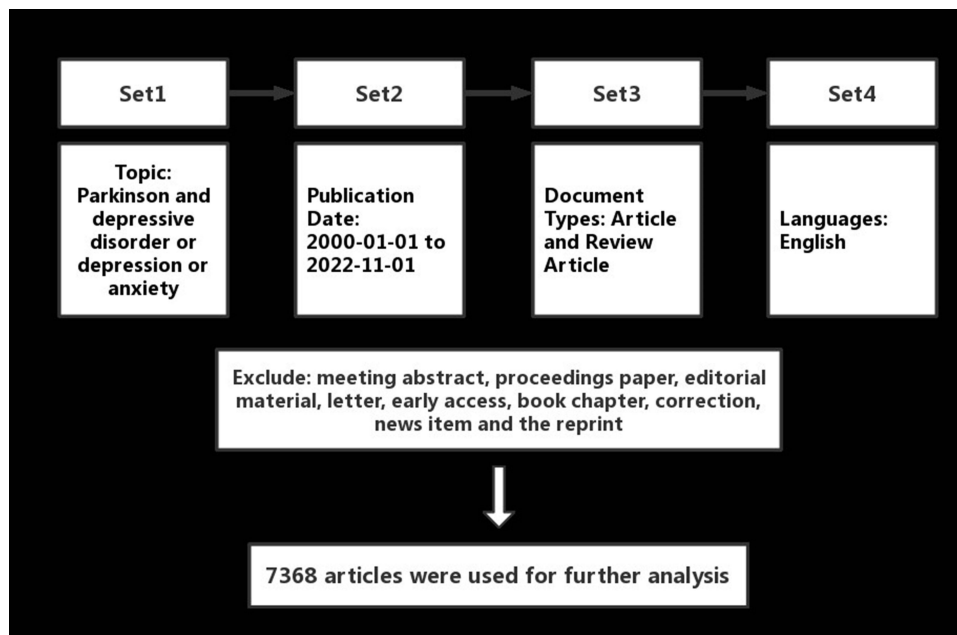 Set1
Set2
Set3
Set4
Topic:
Parkinson and
depressive
disorder or
depression or
anxiety
Publication
Date:
2000-01-01 to
2022-11-01
Document
Types: Article
and Review
Article
Languages:
English
Exclude: meeting abstract, proceedings paper, editorial
material, letter, early access, book chapter, correction,
news item and the reprint
7368 articles were used for further analysis